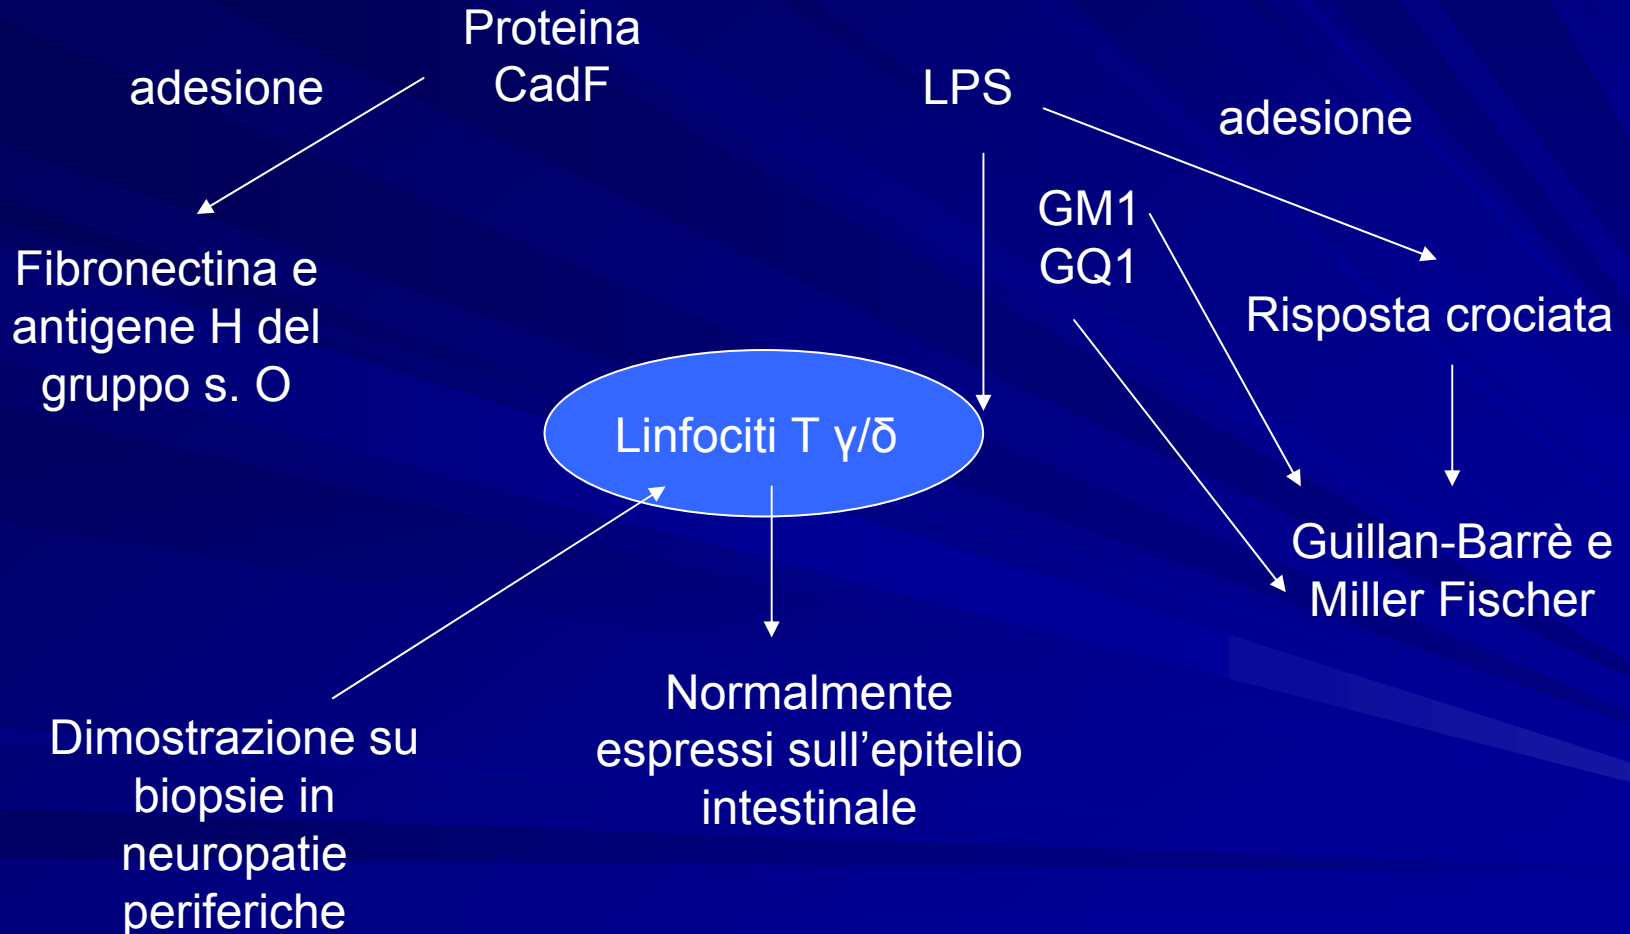 Proteina
CadF
adesione
LPS
adesione
GM1
GQ1
Fibronectina e
antigene H del
gruppo s. O
Risposta crociata
Linfociti T γ/δ
Guillan-Barrè e
Miller Fischer
Normalmente
espressi sull’epitelio
intestinale
Dimostrazione su
biopsie in
neuropatie
periferiche